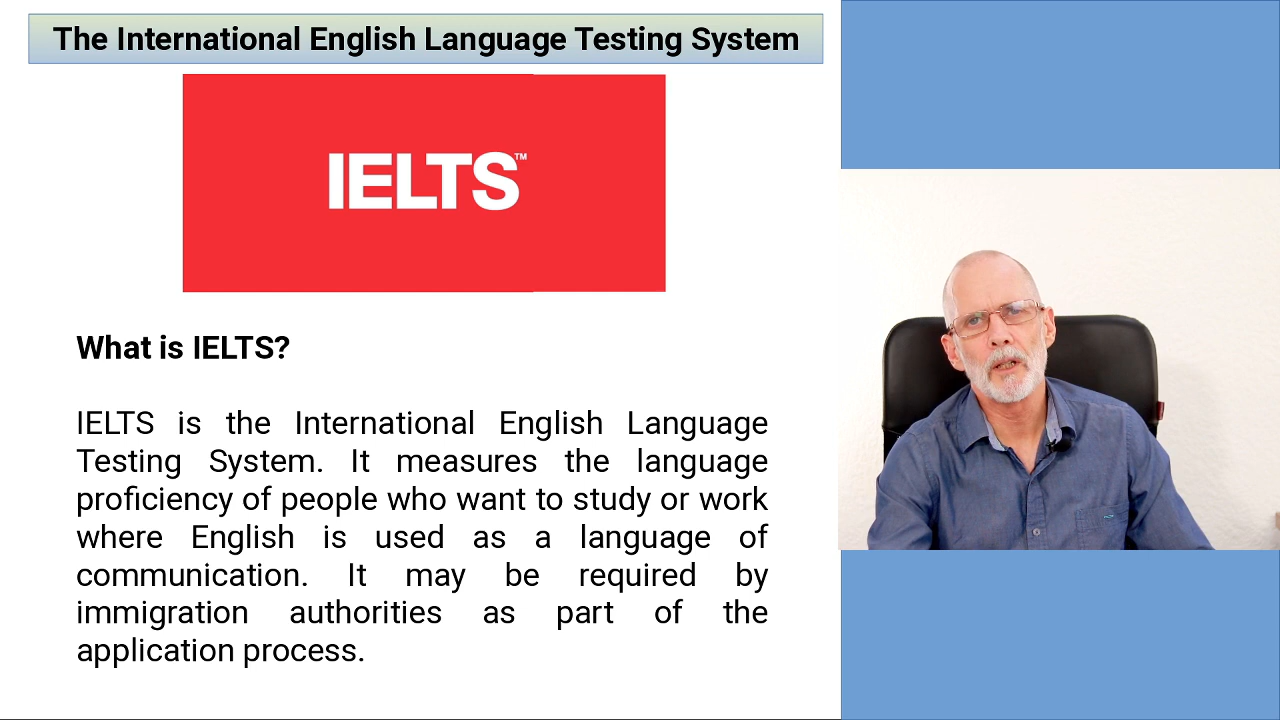 The International English Language Testing System
IELTS™
What is IELTS?
IELTS is the International English Language
Testing System. It measures the language
proficiency of people who want to study or work
where English is used as a language of
communication. It may be required by
immigration authorities as part of the
application process.